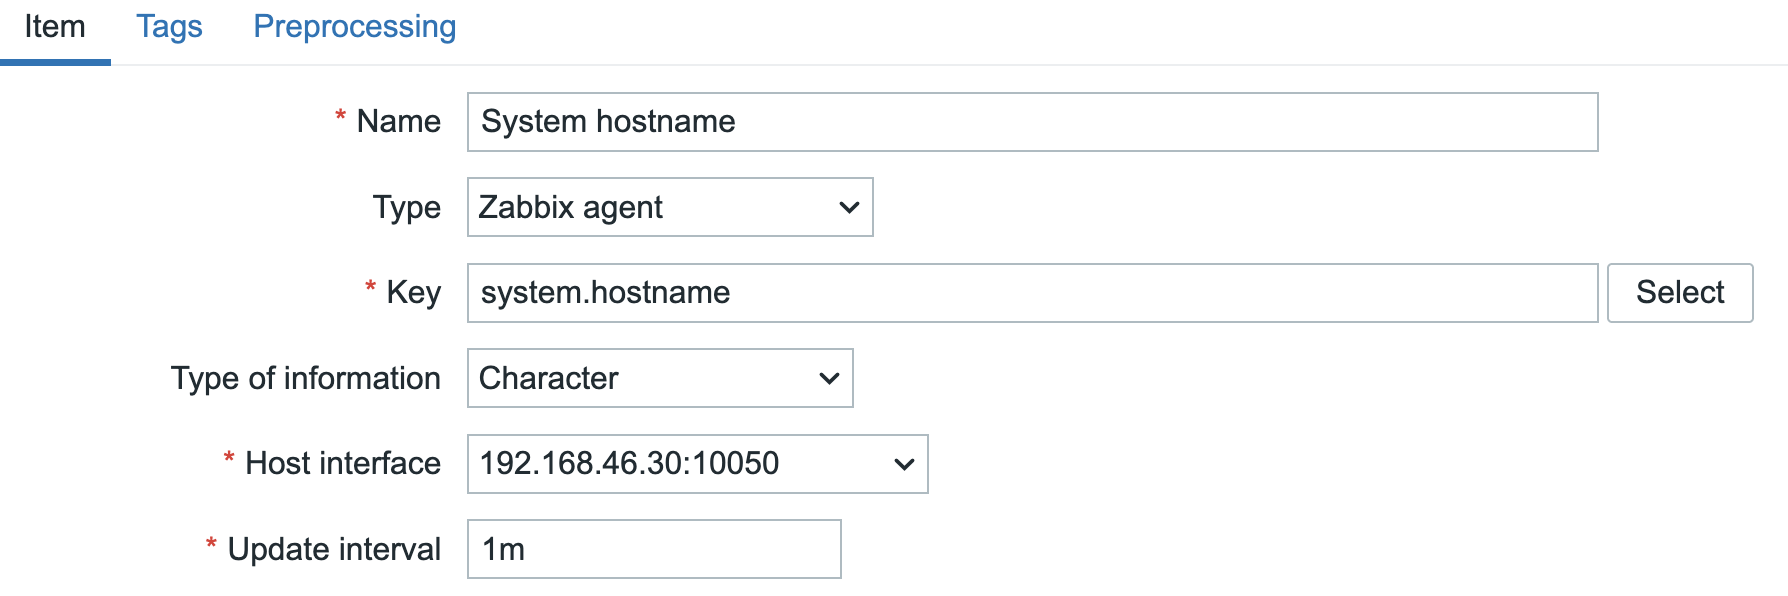 Item Tags Preprocessing
* Name System hostname
Type Zabbix agent
* Key system.hostname Select
Type of information Character
* Host interface 192.168.46.30:10050
* Update interval 1m